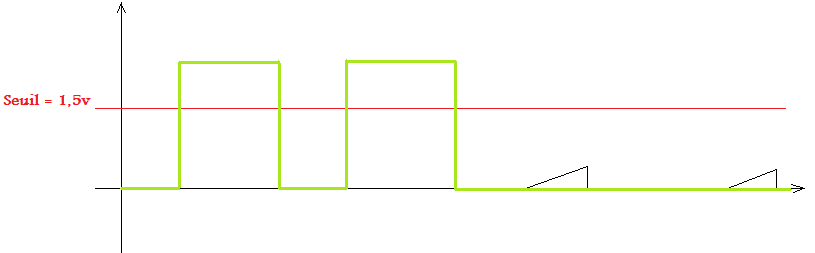 Seuil = 1,5v